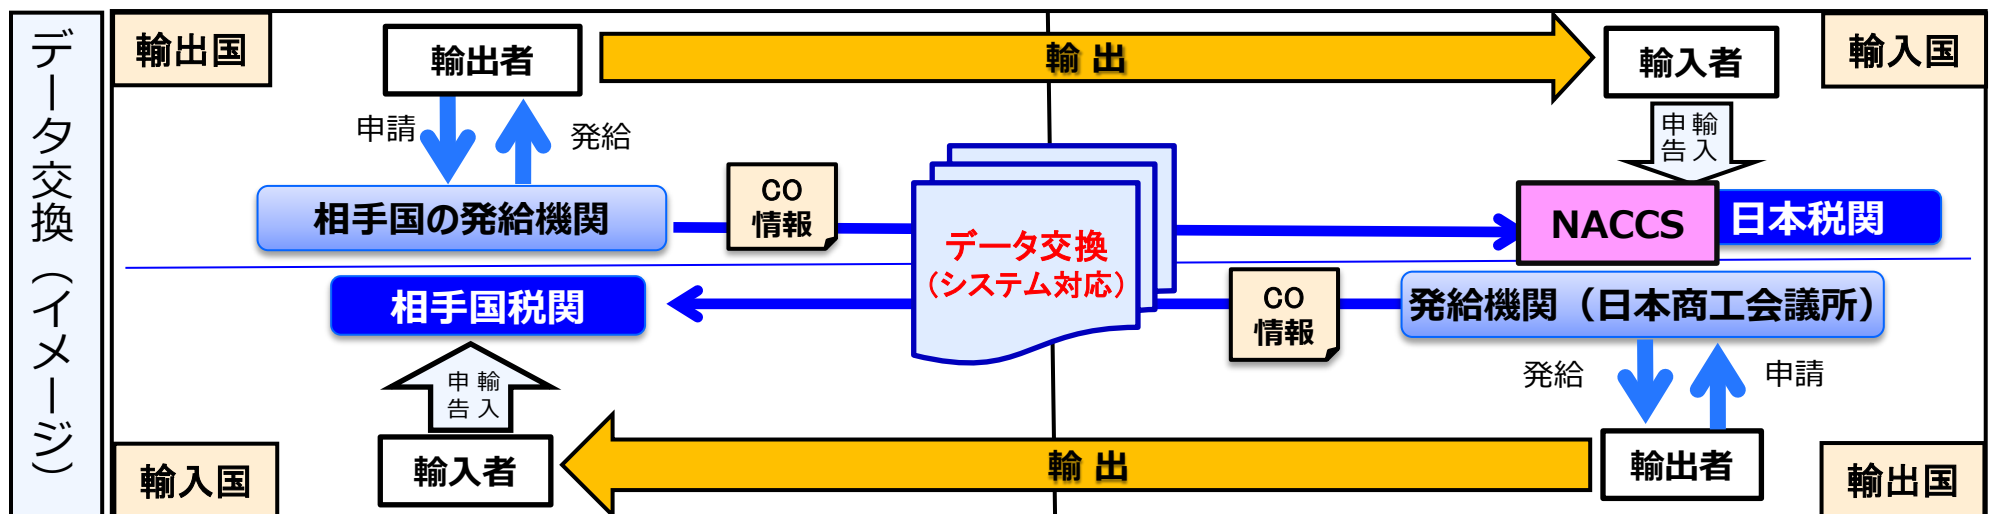 データ交換（イメージ）
輸出国
輸出者
輸 出
輸入者
輸入国
申請
発給
輸入
申告
相手国の発給機関
CO
情報
NACCS
日本税関
データ交換
（システム対応）
相手国税関
CO
情報
発給機関（日本商工会議所）
輸入
申告
発給
申請
輸入国
輸入者
輸 出
輸出者
輸出国